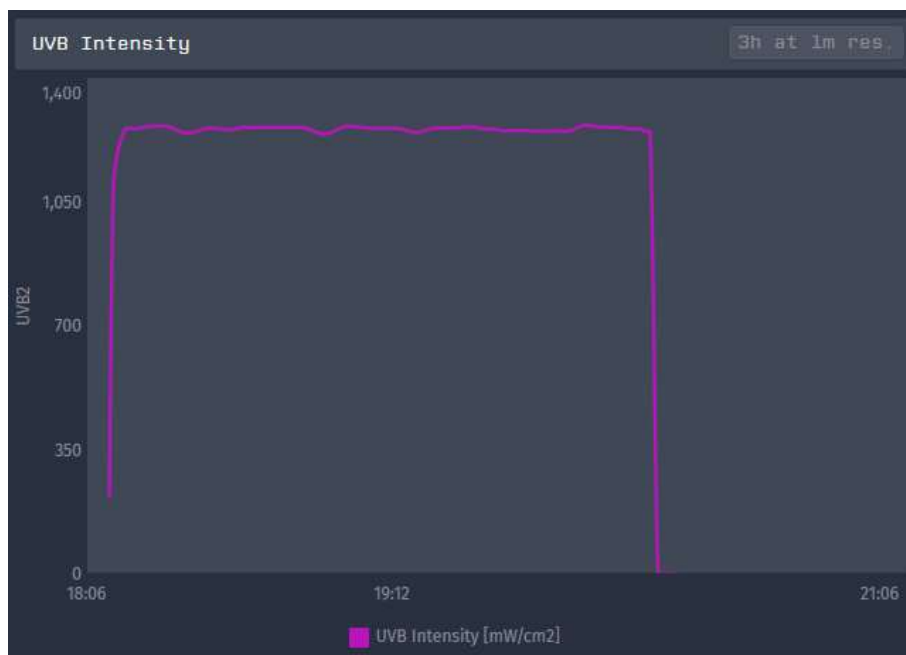 UVB Intensity
3h at 1m res.
1,400
1,050
UVB2
700
350
0
18:06
19:12
21:06
UVB Intensity [mW/cm2]